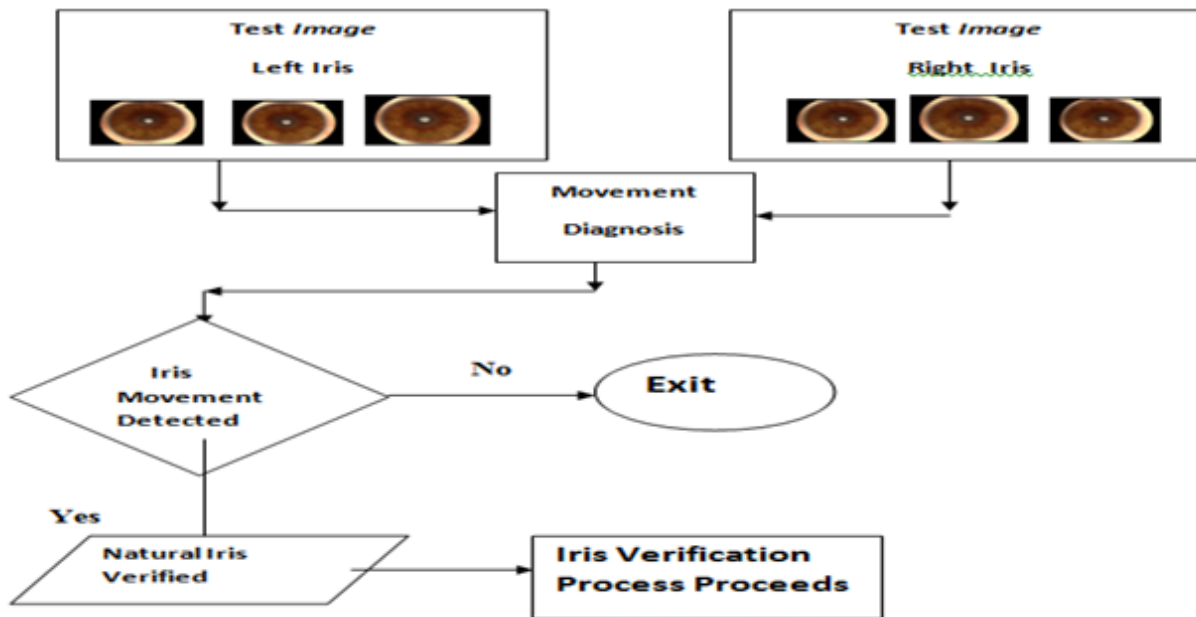 Test Image
Left Iris
Test Image
Right Iris
Movement
Diagnosis
Iris
Movement
Detected
No
Exit
Yes
Natural Iris
Verified
Iris Verification
Process Proceeds